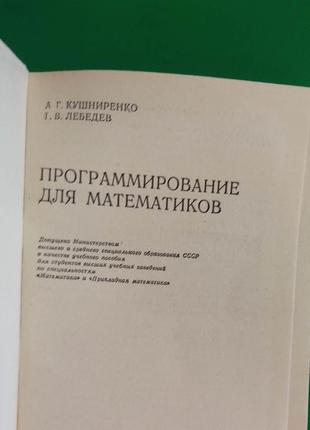 А Г. КУШНИРЕНКО
Г. В. ЛЕБЕДЕВ
ПРОГРАММИРОВАНИЕ
ДЛЯ МАТЕМАТИКОВ
Допущено Министерством
высшего и среднего специального образования СССР
в качестве учебного пособия
для студентов высших учебных заведений
по специальностям
«Математика» и «Прикладная математика»